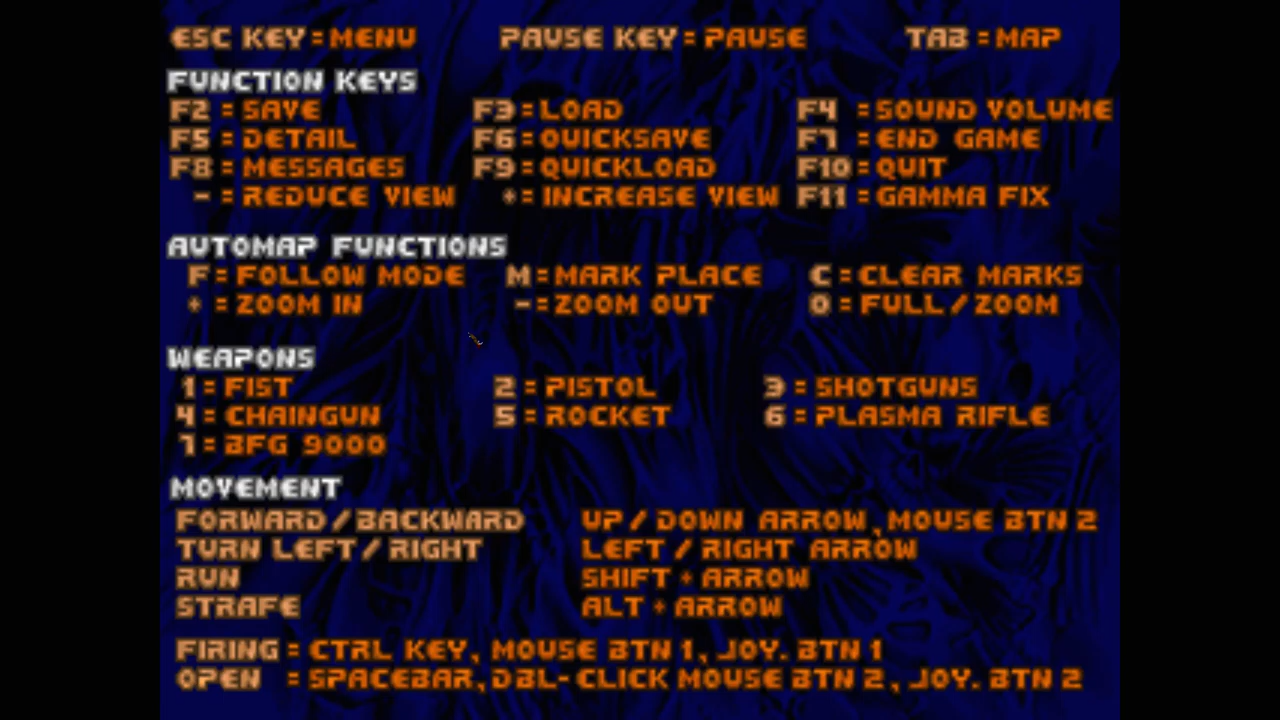 ESC KEY=MENU PAUSE KEY=PAUSE TAB=MAP
FUNCTION KEYS
F2 = SAVE F3=LOAD F4 =SOUND VOLUME
F5 = DETAIL F6=QUICKSAVE F7 =END GAME
F8 = MESSAGES F9=QUICKLOAD F10=QUIT
- = REDUCE VIEW +=INCREASE VIEW F11 =GAMMA FIX
AUTOMAP FUNCTIONS
F=FOLLOW MODE M=MARK PLACE C=CLEAR MARKS
+ = ZOOM IN -=ZOOM OUT 0=FULL/ZOOM
WEAPONS
1=FIST 2=PISTOL 3=SHOTGUNS
4=CHAINGUN 5=ROCKET 6=PLASMA RIFLE
7=BFG 9000
MOVEMENT
FORWARD/BACKWARD UP/DOWN ARROW,MOUSE BTN 2
TURN LEFT/RIGHT LEFT/RIGHT ARROW
RUN SHIFT+ARROW
STRAFE ALT+ARROW
FIRING= CTRL KEY, MOUSE BTN 1, JOY. BTN 1
OPEN =SPACEBAR,DBL-CLICK MOUSE BTN 2, JOY. BTN 2